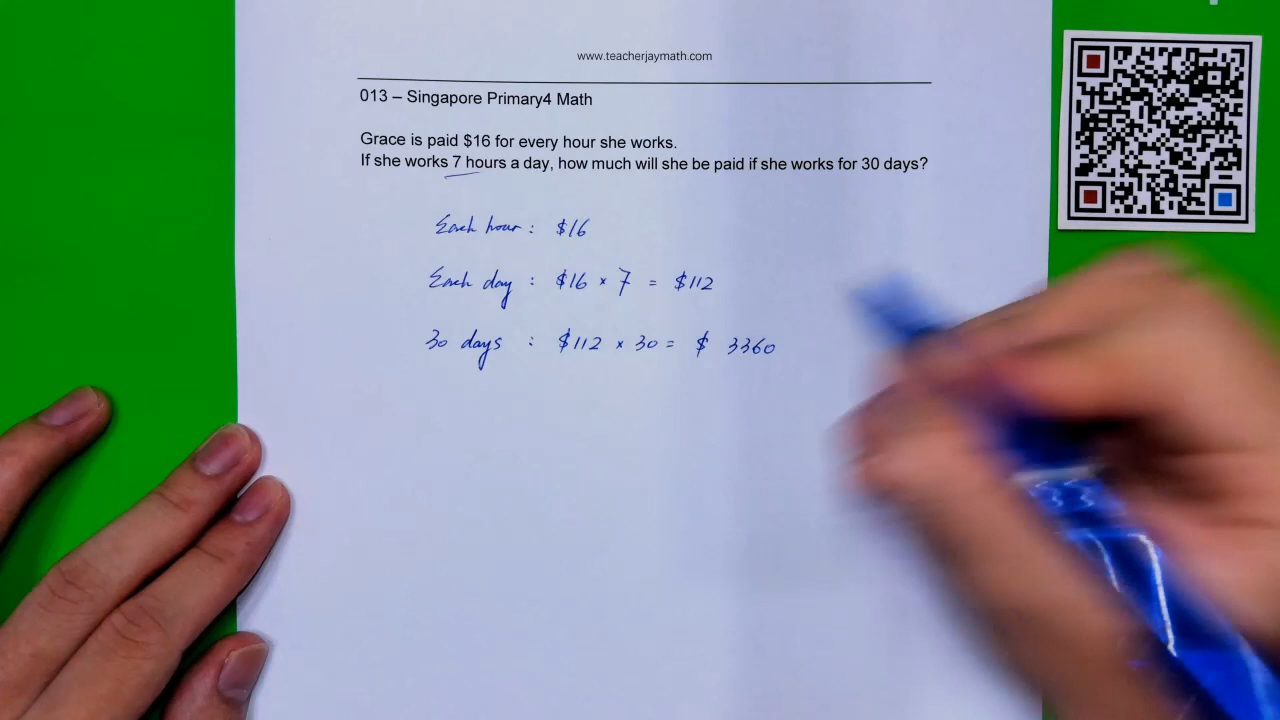 www.teacherjaymath.com
013 – Singapore Primary4 Math
Grace is paid $16 for every hour she works.
If she works 7 hours a day, how much will she be paid if she works for 30 days?
Each hour : $16
Each day : $16 × 7 = $112
30 days : $112 × 30 = $ 3360